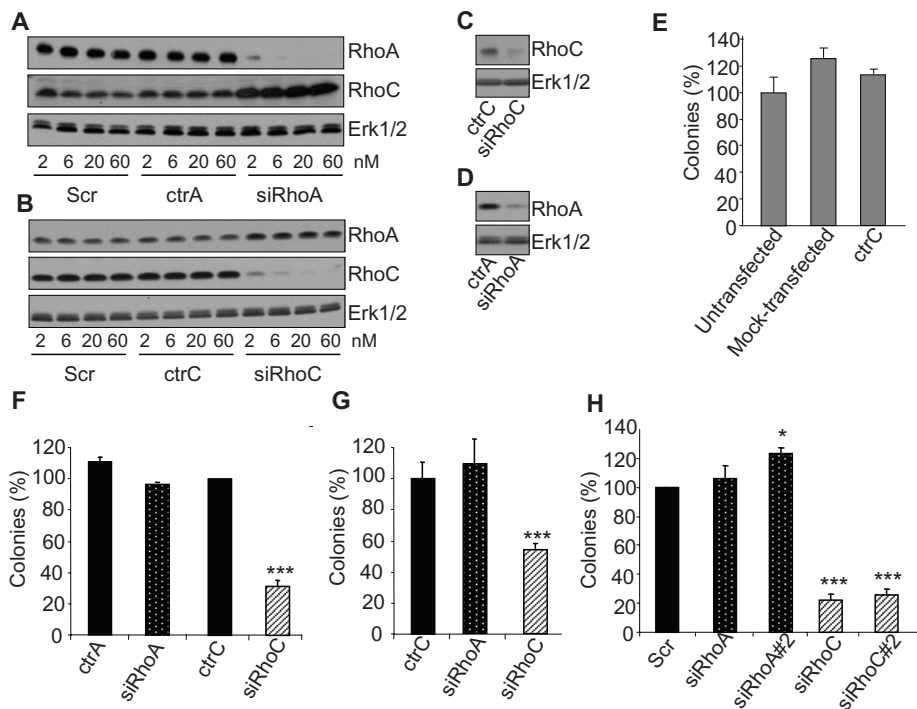 A
RhoA
RhoC
Erk1/2
2 6 20 60 2 6 20 60 2 6 20 60 nM
Scr ctrA siRhoA
B
RhoA
RhoC
Erk1/2
2 6 20 60 2 6 20 60 2 6 20 60 nM
Scr ctrC siRhoC
C
RhoC
Erk1/2
ctrC
siRhoC
D
RhoA
Erk1/2
ctrA
siRhoA
E
Colonies (%)
140
120
100
80
60
40
20
0
Untransfected
Mock-transfected
ctrC
F
Colonies (%)
120
100
80
60
40
20
0
***
ctrA
siRhoA
ctrC
siRhoC
G
Colonies (%)
120
100
80
60
40
20
0
***
ctrC
siRhoA
siRhoC
H
Colonies (%)
140
120
100
80
60
40
20
0
*
***
***
Scr
siRhoA
siRhoA#2
siRhoC
siRhoC#2